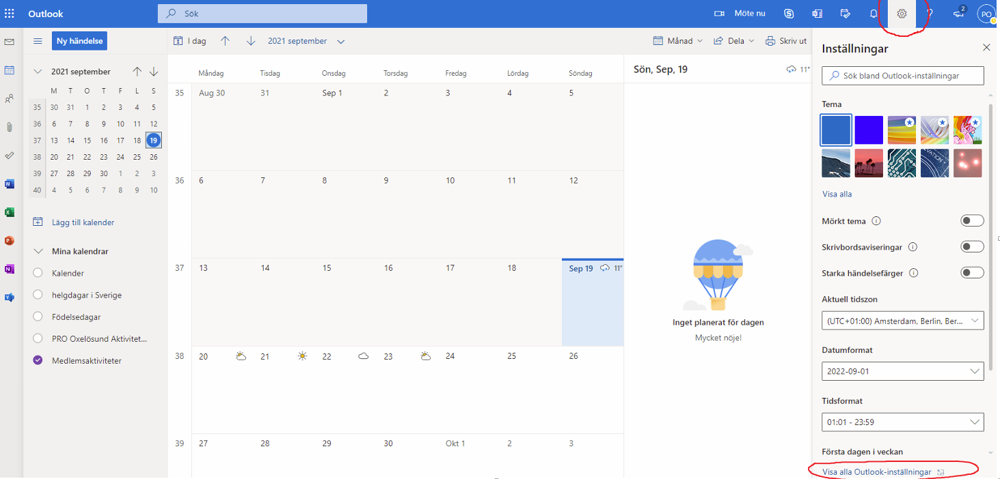 Outlook
Sök
Möte nu
2
PO
Ny händelse
I dag
2021 september
Månad
Dela
Skriv ut
2021 september
M T O T F L S
35 30 31 1 2 3 4 5
36 6 7 8 9 10 11 12
37 13 14 15 16 17 18 19
38 20 21 22 23 24 25 26
39 27 28 29 30 1 2 3
40 4 5 6 7 8 9 10
Lägg till kalender
Mina kalendrar
Kalender
helgdagar i Sverige
Födelsedagar
PRO Oxelösund Aktivitet...
Medlemsaktiviteter
Måndag Tisdag Onsdag Torsdag Fredag Lördag Söndag
35 Aug 30 31 Sep 1 2 3 4 5
36 6 7 8 9 10 11 12
37 13 14 15 16 17 18 Sep 19 11°
38 20 21 22 23 24 25 26
39 27 28 29 30 Okt 1 2 3
Sön, Sep, 19 11°
Inget planerat för dagen
Mycket nöje!
Inställningar
Sök bland Outlook-inställningar
Tema
Visa alla
Mörkt tema
Skrivbordsaviseringar
Starka händelsefärger
Aktuell tidszon
(UTC+01:00) Amsterdam, Berlin, Ber...
Datumformat
2022-09-01
Tidsformat
01:01 - 23:59
Första dagen i veckan
Visa alla Outlook-inställningar